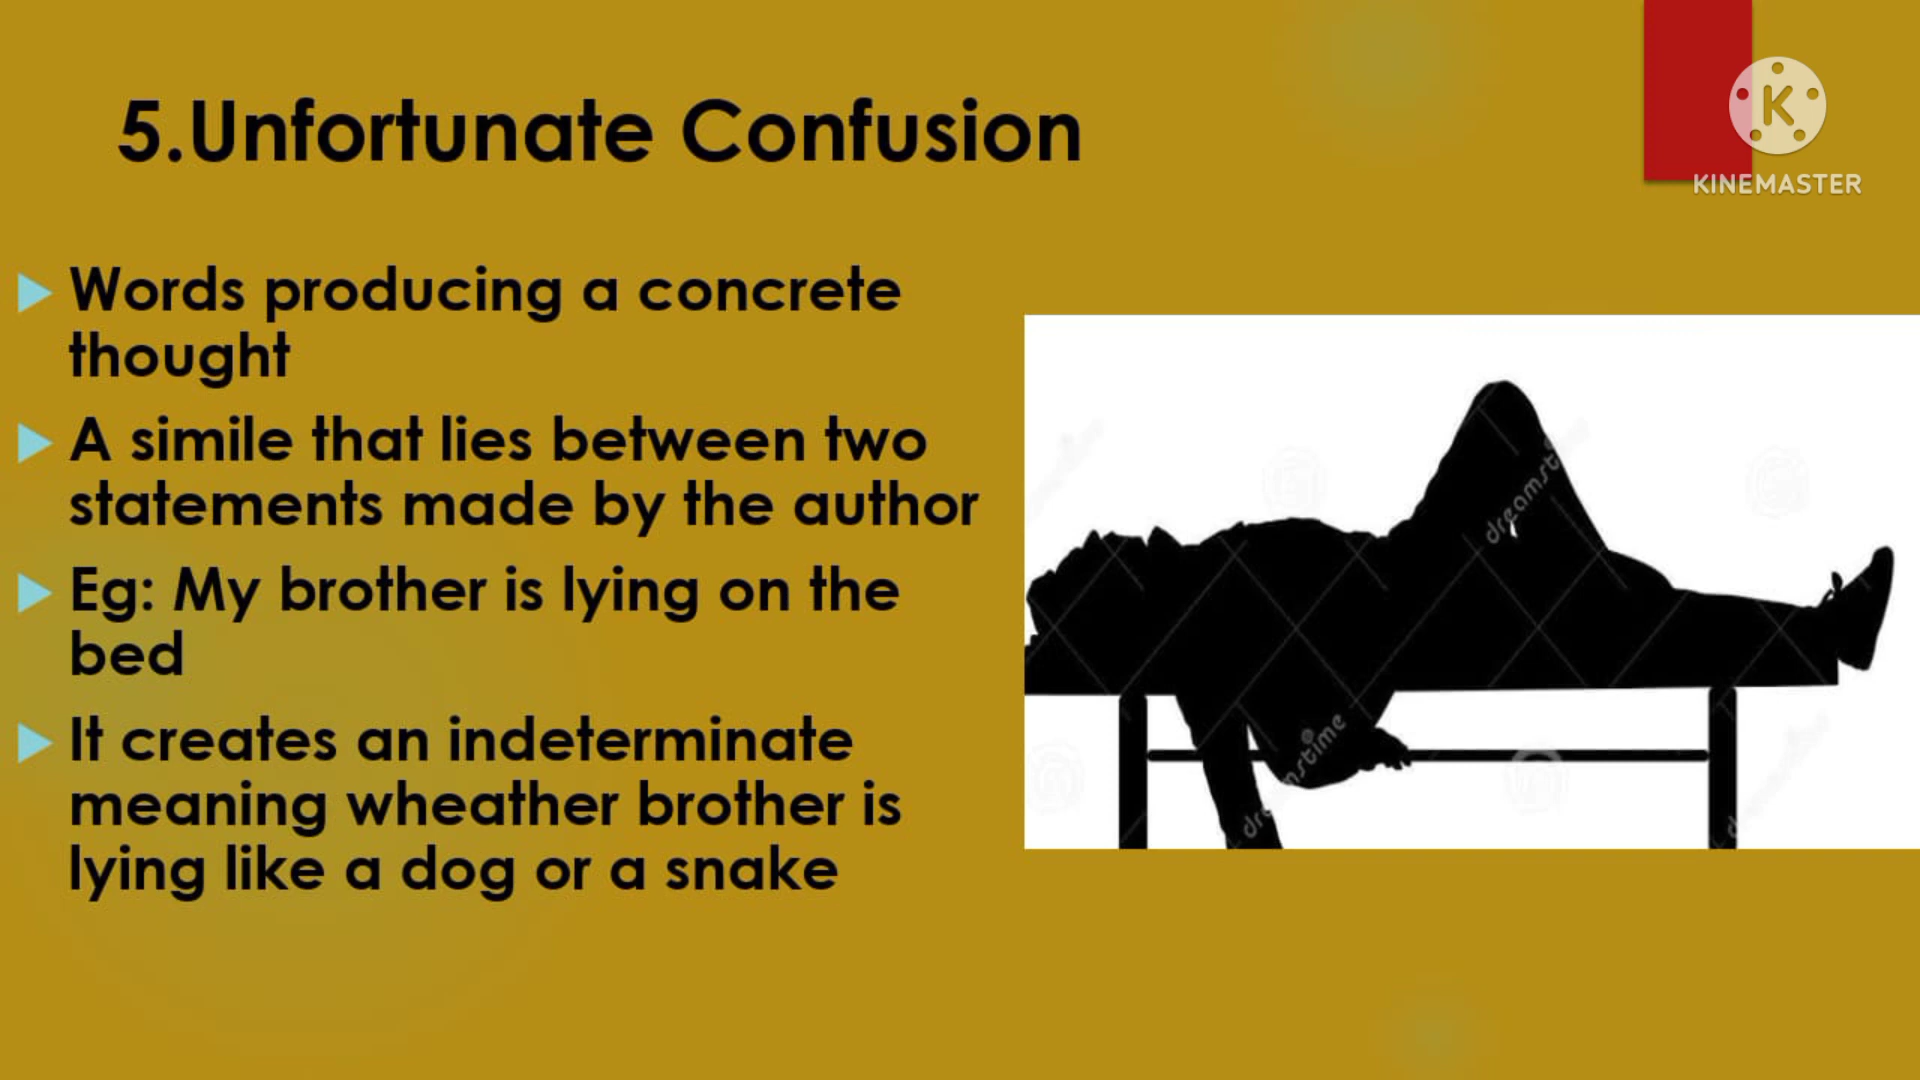 5.Unfortunate Confusion
KINEMASTER
Words producing a concrete
thought
A simile that lies between two
statements made by the author
Eg: My brother is lying on the
bed
It creates an indeterminate
meaning wheather brother is
lying like a dog or a snake
dreamstime
dreamstime